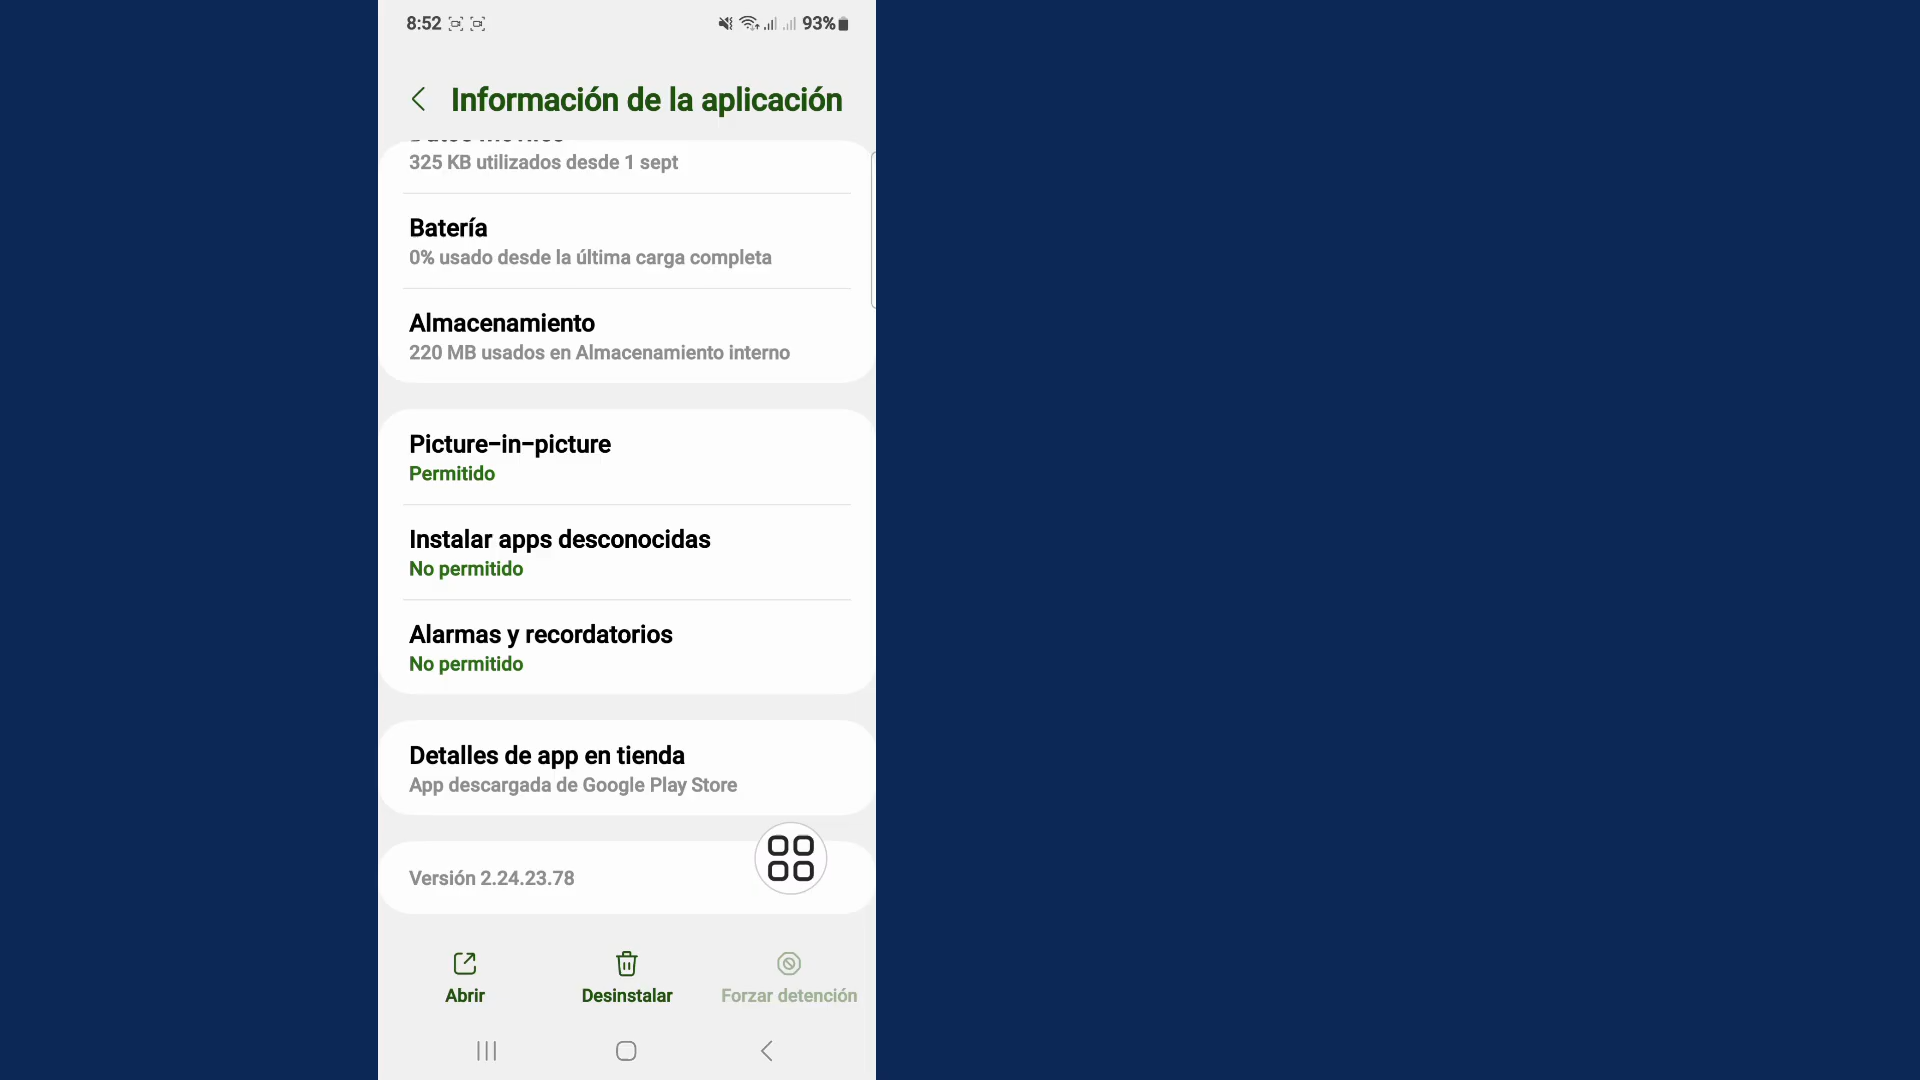 8:52
93%
Información de la aplicación
325 KB utilizados desde 1 sept
Batería
0% usado desde la última carga completa
Almacenamiento
220 MB usados en Almacenamiento interno
Picture-in-picture
Permitido
Instalar apps desconocidas
No permitido
Alarmas y recordatorios
No permitido
Detalles de app en tienda
App descargada de Google Play Store
Versión 2.24.23.78
Abrir
Desinstalar
Forzar detención